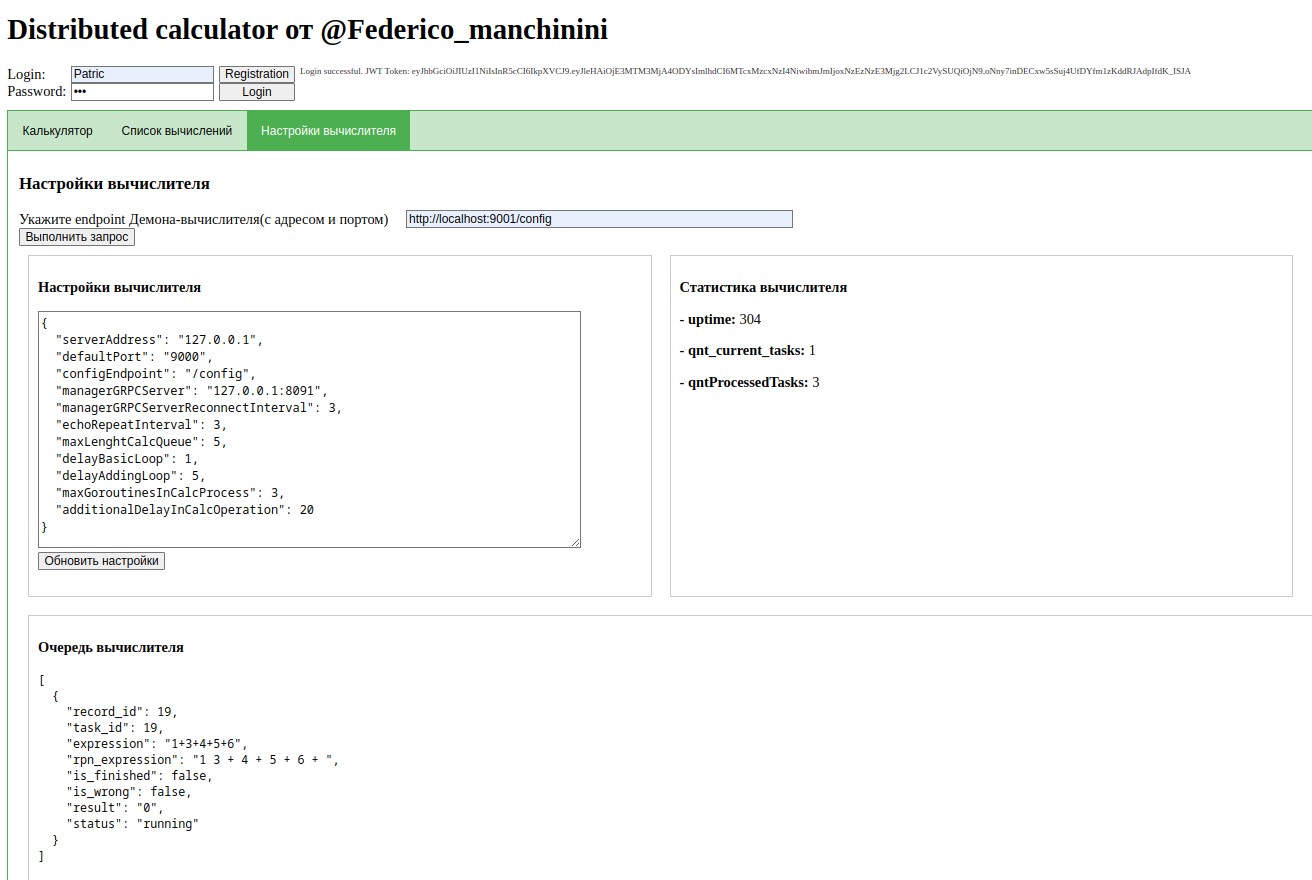 Distributed calculator от @Federico_manchinini
Login: Patric Registration Login successful. JWT Token:
Password: ••• Login
Калькулятор Список вычислений Настройки вычислителя
Настройки вычислителя
Укажите endpoint Демона-вычислителя(с адресом и портом) http://localhost:9001/config
Выполнить запрос
Настройки вычислителя
{
"serverAddress": "127.0.0.1",
"defaultPort": "9000",
"configEndpoint": "/config",
"managerGRPCServer": "127.0.0.1:8091",
"managerGRPCServerReconnectInterval": 3,
"echoRepeatInterval": 3,
"maxLenghtCalcQueue": 5,
"delayBasicLoop": 1,
"delayAddingLoop": 5,
"maxGoroutinesInCalcProcess": 3,
"additionalDelayInCalcOperation": 20
}
Обновить настройки
Статистика вычислителя
- uptime: 304
- qnt_current_tasks: 1
- qntProcessedTasks: 3
Очередь вычислителя
[
{
"record_id": 19,
"task_id": 19,
"expression": "1+3+4+5+6",
"rpn_expression": "1 3 + 4 + 5 + 6 + ",
"is_finished": false,
"is_wrong": false,
"result": "0",
"status": "running"
}
]